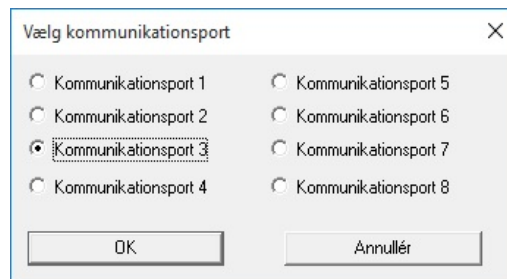 Vælg kommunikationsport
Kommunikationsport 1
Kommunikationsport 2
Kommunikationsport 3
Kommunikationsport 4
Kommunikationsport 5
Kommunikationsport 6
Kommunikationsport 7
Kommunikationsport 8
OK
Annullér